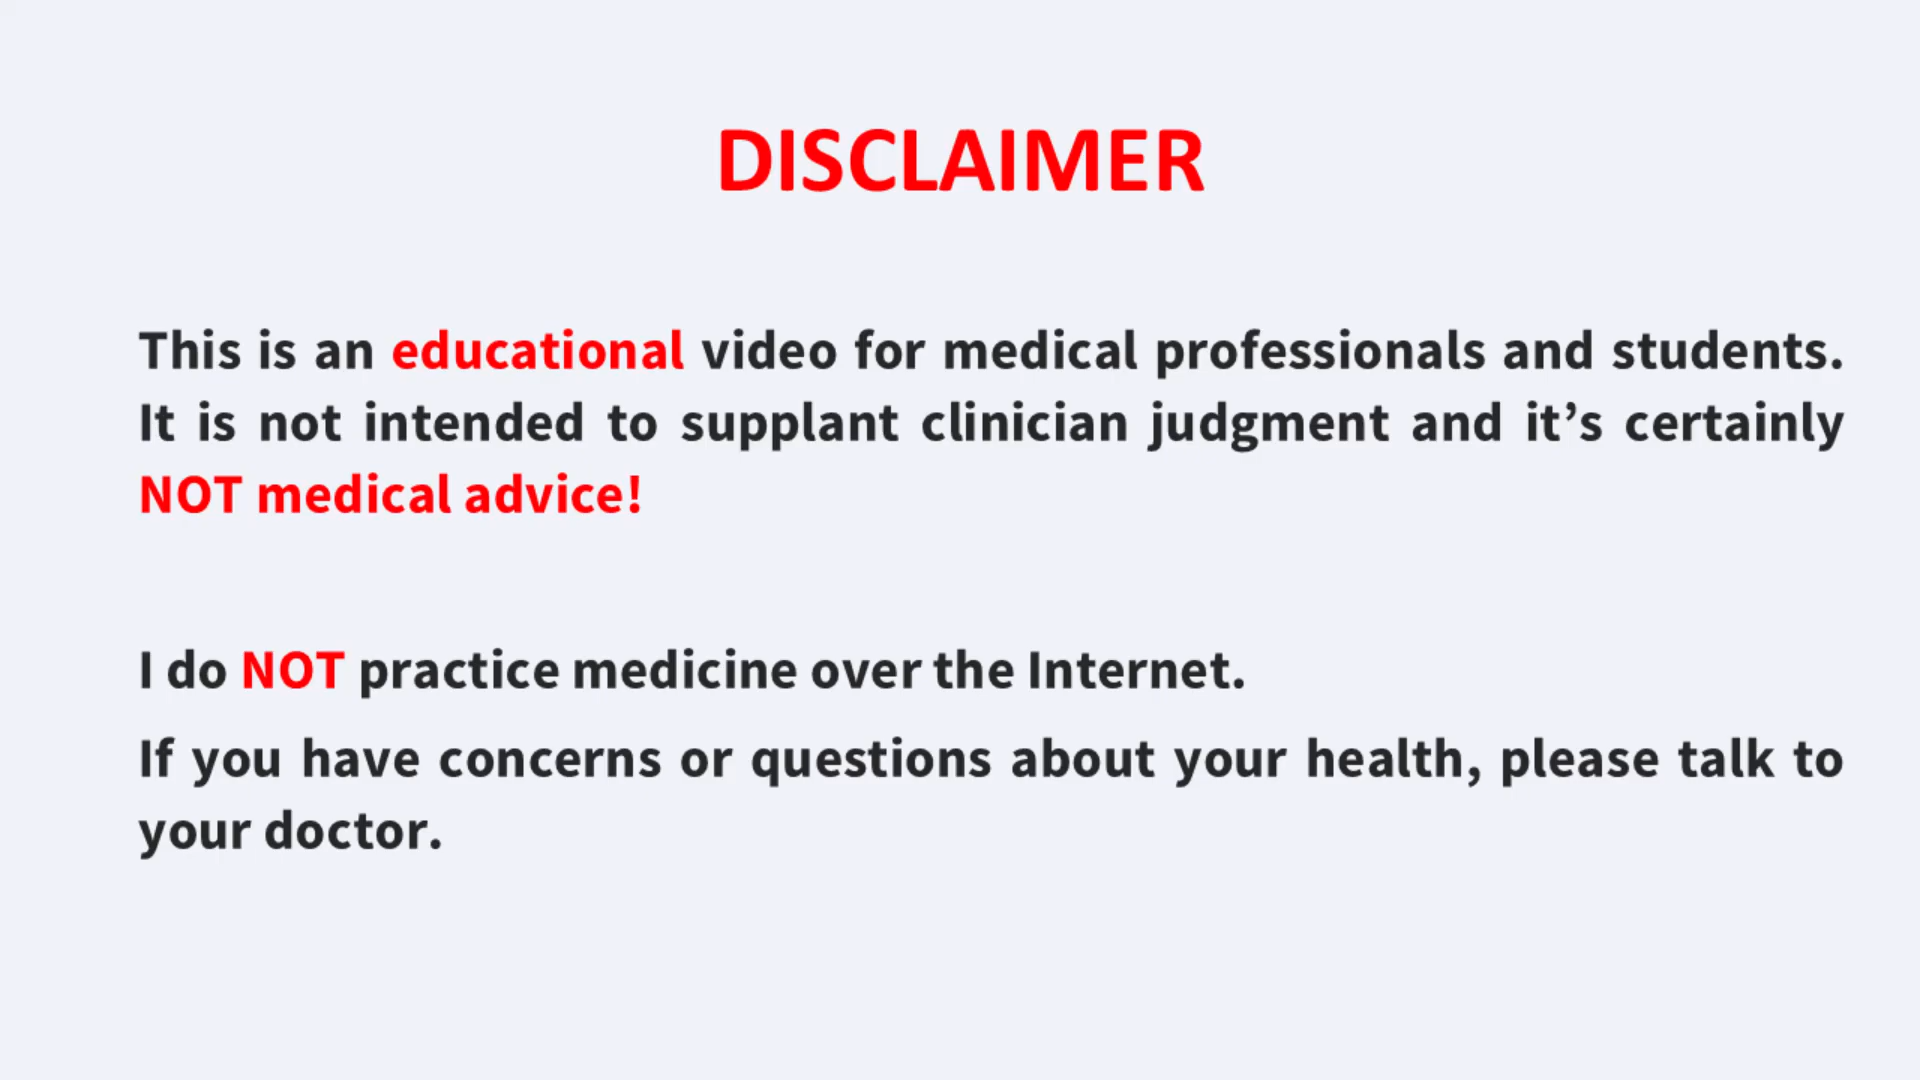 DISCLAIMER
This is an educational video for medical professionals and students.
It is not intended to supplant clinician judgment and it’s certainly
NOT medical advice!
I do NOT practice medicine over the Internet.
If you have concerns or questions about your health, please talk to
your doctor.